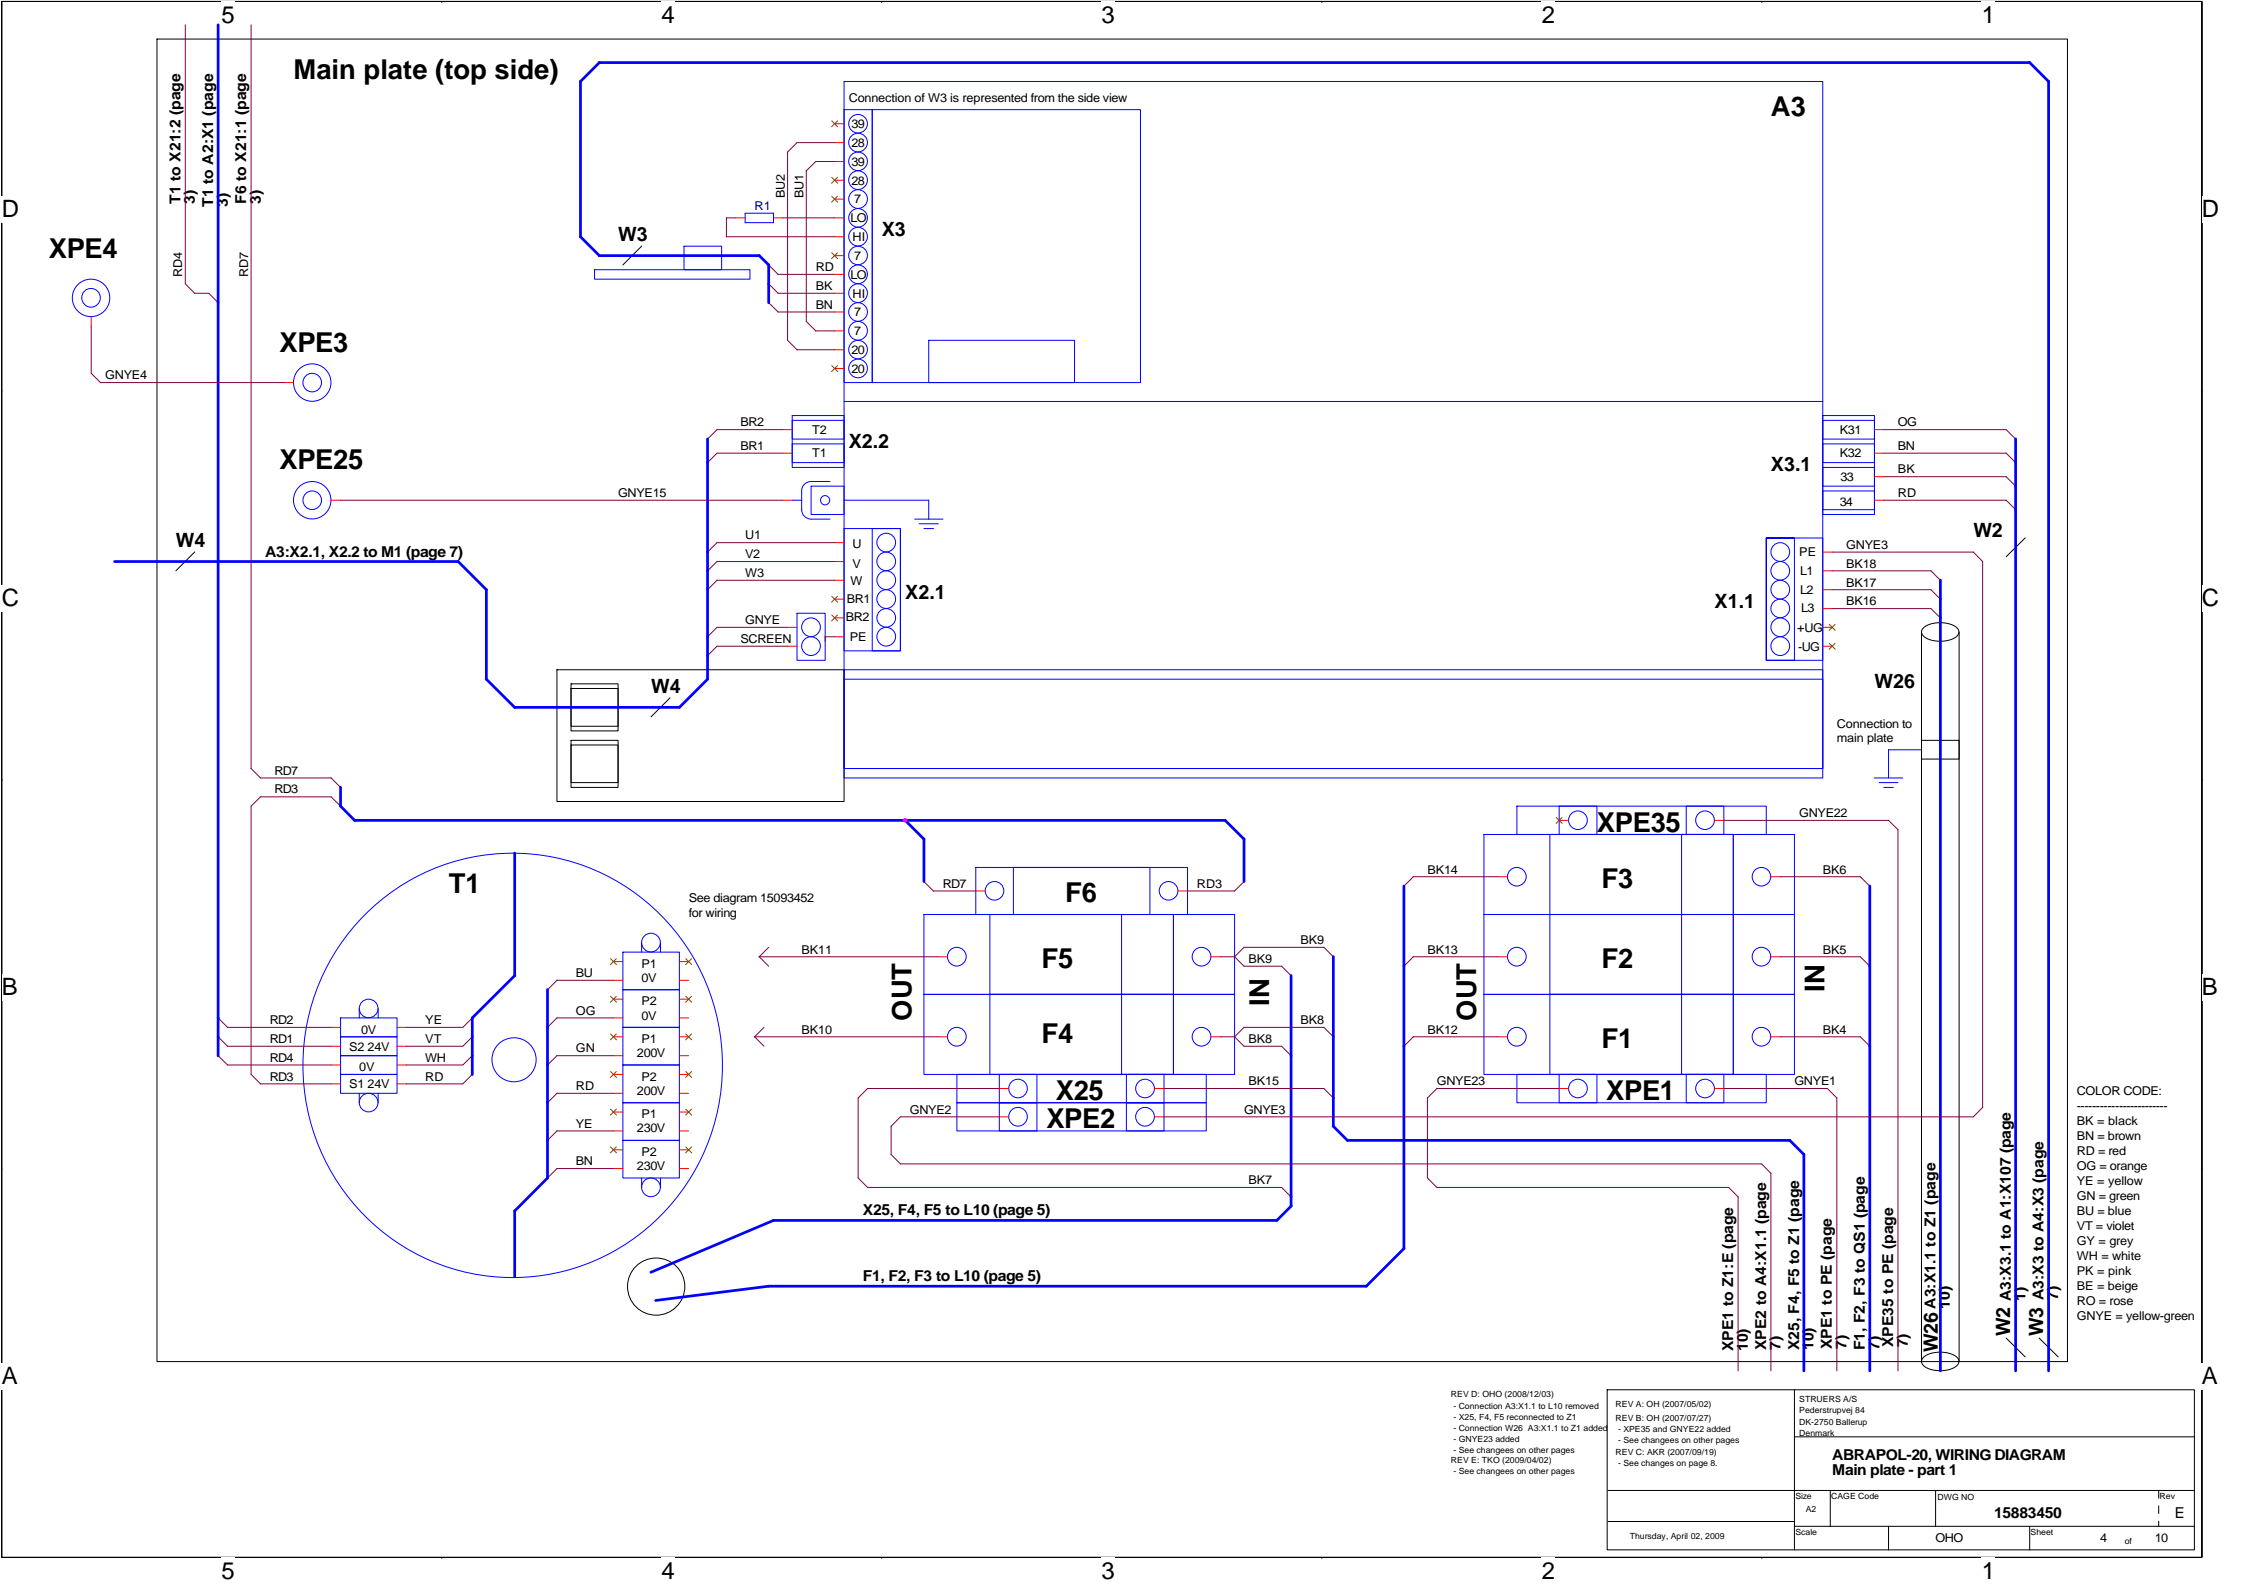 5
4
3
2
1
Main plate (top side)
T1 to X21:2 (page
3)
T1 to A2:X1 (page
3)
F6 to X21:1 (page
3)
RD4
RD7
D
D
XPE4
XPE3
GNYE4
XPE25
Connection of W3 is represented from the side view
A3
39
28
39
28
7
LO
HI
7
LO
HI
7
7
20
20
BU2
BU1
R1
X3
W3
RD
BK
BN
BR2
T2
BR1
T1
X2.2
GNYE15
K31
OG
K32
BN
33
BK
34
RD
X3.1
W2
W4
A3:X2.1, X2.2 to M1 (page 7)
U1
U
V2
V
W3
W
BR1
BR2
PE
GNYE
SCREEN
X2.1
X1.1
PE
GNYE3
L1
BK18
L2
BK17
L3
BK16
+UG
-UG
C
C
W4
W26
Connection to
main plate
RD7
RD3
XPE35
GNYE22
T1
See diagram 15093452
for wiring
RD7
F6
RD3
BK14
F3
BK6
BK11
F5
BK9
BK9
BK13
F2
BK5
OUT
IN
OUT
IN
BK10
F4
BK8
BK8
BK12
F1
BK4
B
B
BU
P1
0V
OG
P2
0V
GN
P1
200V
RD
P2
200V
YE
P1
230V
BN
P2
230V
RD2
0V
YE
RD1
S2 24V
VT
RD4
0V
WH
RD3
S1 24V
RD
X25
BK15
GNYE2
XPE2
GNYE3
GNYE23
XPE1
GNYE1
BK7
X25, F4, F5 to L10 (page 5)
F1, F2, F3 to L10 (page 5)
XPE1 to Z1:E (page
10)
XPE2 to A4:X1.1 (page
7)
X25, F4, F5 to Z1 (page
10)
XPE1 to PE (page
7)
F1, F2, F3 to QS1 (page
7)
XPE35 to PE (page
7)
W26 A3:X1.1 to Z1 (page
10)
W2 A3:X3.1 to A1:X107 (page
1)
W3 A3:X3 to A4:X3 (page
7)
COLOR CODE:
------------------------
BK = black
BN = brown
RD = red
OG = orange
YE = yellow
GN = green
BU = blue
VT = violet
GY = grey
WH = white
PK = pink
BE = beige
RO = rose
GNYE = yellow-green
A
A
REV D: OHO (2008/12/03)
- Connection A3:X1.1 to L10 removed
- X25, F4, F5 reconnected to Z1
- Connection W26 A3:X1.1 to Z1 added
- GNYE23 added
- See changees on other pages
REV E: TKO (2009/04/02)
- See changees on other pages
REV A: OH (2007/05/02)
REV B: OH (2007/07/27)
- XPE35 and GNYE22 added
- See changees on other pages
REV C: AKR (2007/09/19)
- See changes on page 8.
STRUERS A/S
Pederstrupvej 84
DK-2750 Ballerup
Denmark
ABRAPOL-20, WIRING DIAGRAM
Main plate - part 1
Size
A2
CAGE Code
DWG NO
15883450
Rev
E
Thursday, April 02, 2009
Scale
OHO
Sheet
4 of 10
5
4
3
2
1